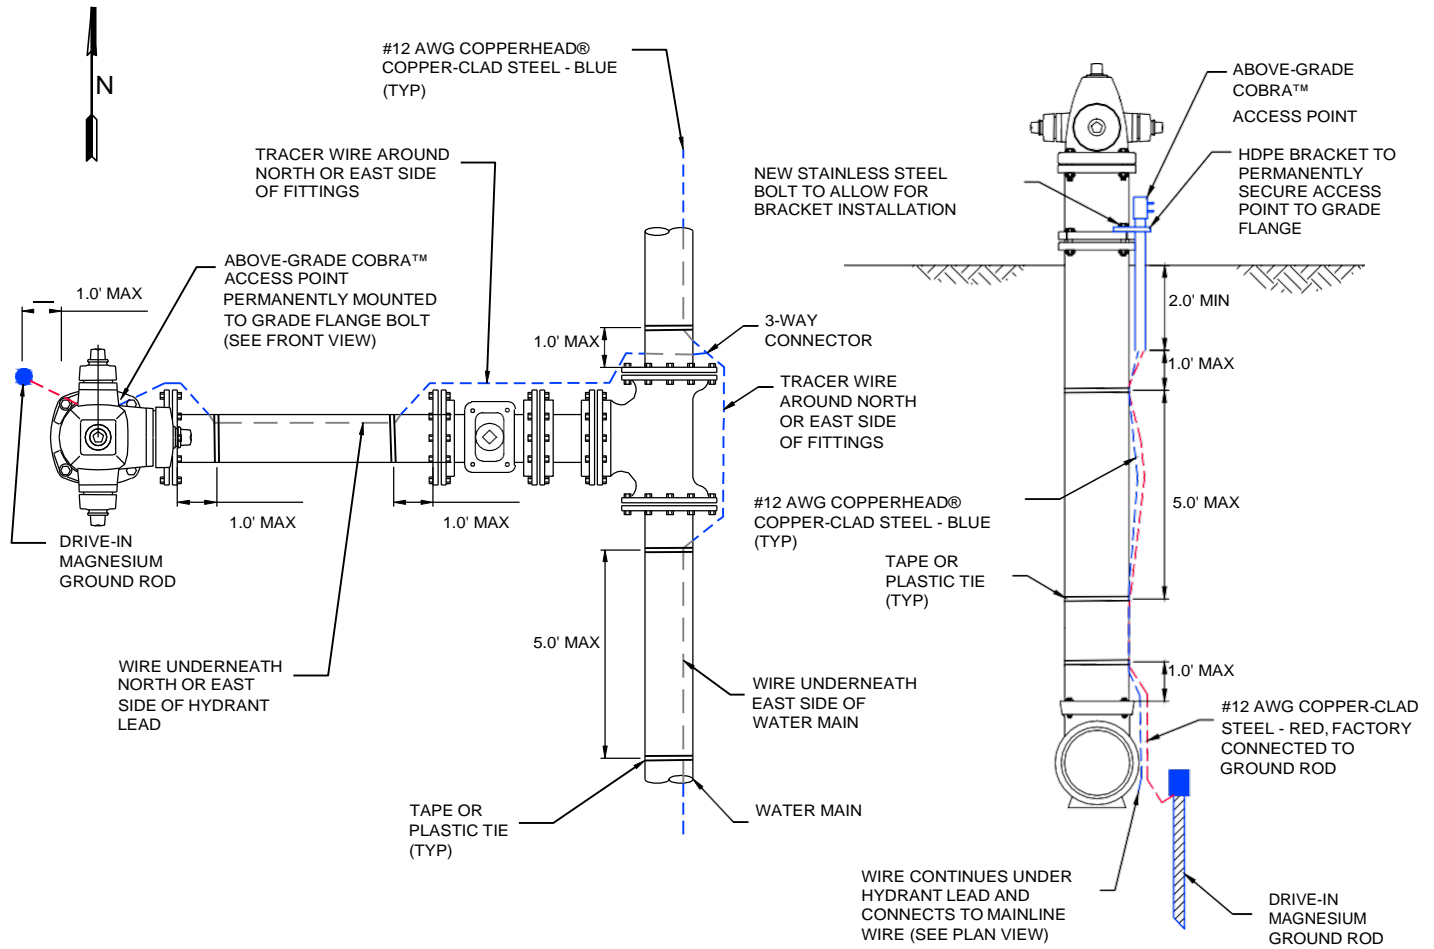 N
#12 AWG COPPERHEAD®
COPPER-CLAD STEEL - BLUE
(TYP)
TRACER WIRE AROUND
NORTH OR EAST SIDE
OF FITTINGS
ABOVE-GRADE COBRA™
ACCESS POINT
PERMANENTLY MOUNTED
TO GRADE FLANGE BOLT
(SEE FRONT VIEW)
1.0' MAX
1.0' MAX
3-WAY
CONNECTOR
TRACER WIRE
AROUND NORTH
OR EAST SIDE
OF FITTINGS
1.0' MAX
1.0' MAX
DRIVE-IN
MAGNESIUM
GROUND ROD
5.0' MAX
WIRE UNDERNEATH
NORTH OR EAST
SIDE OF HYDRANT
LEAD
WIRE UNDERNEATH
EAST SIDE OF
WATER MAIN
TAPE OR
PLASTIC TIE
(TYP)
WATER MAIN
ABOVE-GRADE
COBRA™
ACCESS POINT
NEW STAINLESS STEEL
BOLT TO ALLOW FOR
BRACKET INSTALLATION
HDPE BRACKET TO
PERMANENTLY
SECURE ACCESS
POINT TO GRADE
FLANGE
2.0' MIN
1.0' MAX
#12 AWG COPPERHEAD®
COPPER-CLAD STEEL - BLUE
(TYP)
5.0' MAX
TAPE OR
PLASTIC TIE
(TYP)
1.0' MAX
#12 AWG COPPER-CLAD
STEEL - RED, FACTORY
CONNECTED TO
GROUND ROD
WIRE CONTINUES UNDER
HYDRANT LEAD AND
CONNECTS TO MAINLINE
WIRE (SEE PLAN VIEW)
DRIVE-IN
MAGNESIUM
GROUND ROD